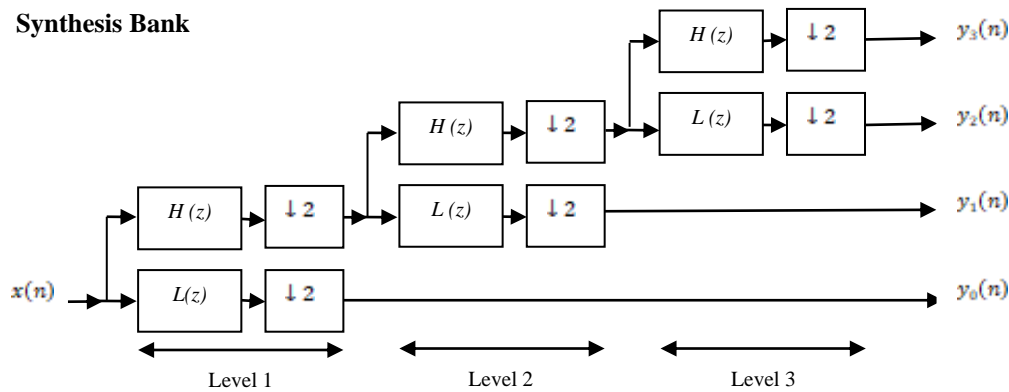 Synthesis Bank
H (z)
↓ 2
y₃(n)
H (z)
↓ 2
L (z)
↓ 2
y₂(n)
H (z)
↓ 2
L (z)
↓ 2
y₁(n)
x(n)
L(z)
↓ 2
y₀(n)
Level 1
Level 2
Level 3